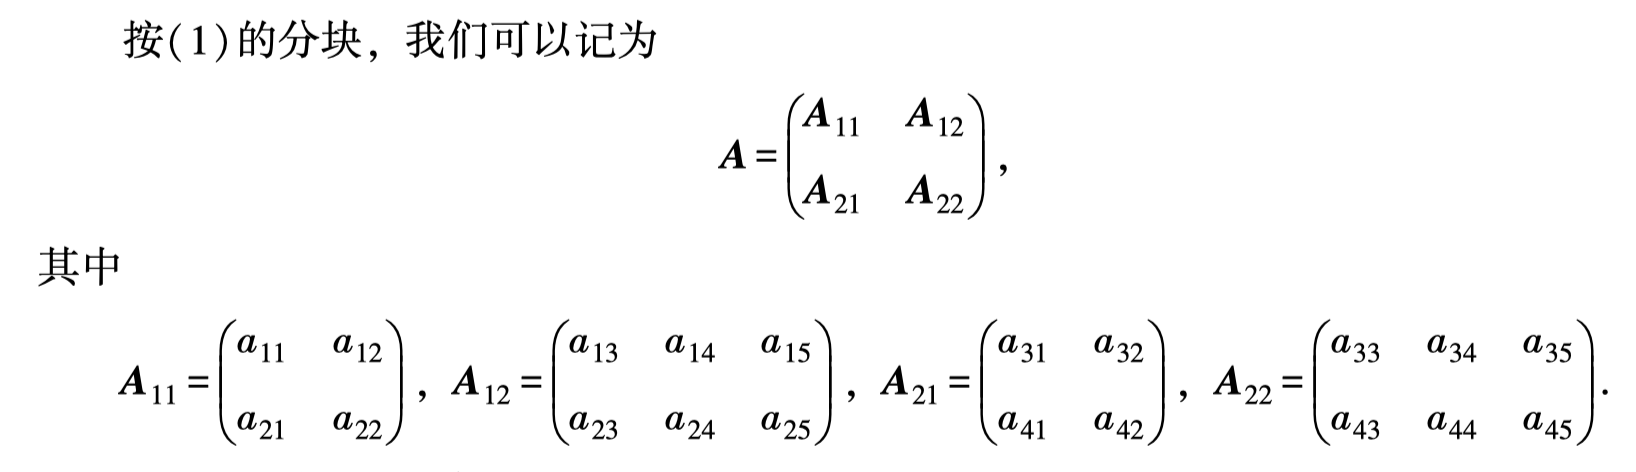 按(1)的分块，我们可以记为
$$\boldsymbol{A}=\begin{pmatrix}\boldsymbol{A}_{11} & \boldsymbol{A}_{12}\\ \boldsymbol{A}_{21} & \boldsymbol{A}_{22}\end{pmatrix},$$
其中
$$\boldsymbol{A}_{11}=\begin{pmatrix}a_{11} & a_{12}\\ a_{21} & a_{22}\end{pmatrix}, \boldsymbol{A}_{12}=\begin{pmatrix}a_{13} & a_{14} & a_{15}\\ a_{23} & a_{24} & a_{25}\end{pmatrix}, \boldsymbol{A}_{21}=\begin{pmatrix}a_{31} & a_{32}\\ a_{41} & a_{42}\end{pmatrix}, \boldsymbol{A}_{22}=\begin{pmatrix}a_{33} & a_{34} & a_{35}\\ a_{43} & a_{44} & a_{45}\end{pmatrix}.$$